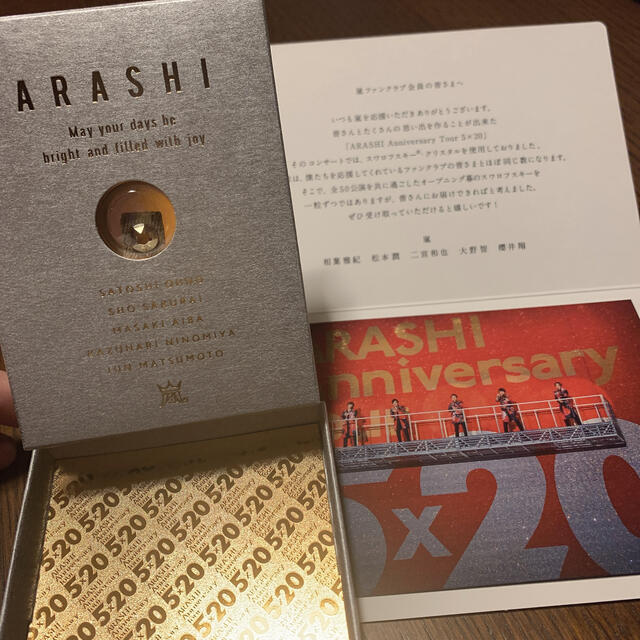 ARASHI
May your days be
bright and filled with joy
SATOSHI OHNO
SHO SAKURAI
MASAKI AIBA
KAZUNARI NINOMIYA
JUN MATSUMOTO
嵐ファンクラブ会員の皆さまへ
いつも嵐を応援いただきありがとうございます。
皆さんとたくさんの思い出を作ることが出来た
「ARASHI Anniversary Tour 5×20」
そのコンサートでは、スワロフスキー®・クリスタルを使用しておりました。
は、僕たちを応援してくれているファンクラブの皆さまとほぼ同じ数になります。
そこで、全50公演を共に過ごしたオープニング幕のスワロフスキーを
一粒ずつではありますが、皆さんにお届けできればと考えました。
ぜひ受け取っていただけると嬉しいです！
嵐
相葉雅紀 松本潤 二宮和也 大野智 櫻井翔
ARASHI
Anniversary
5x20
5×20